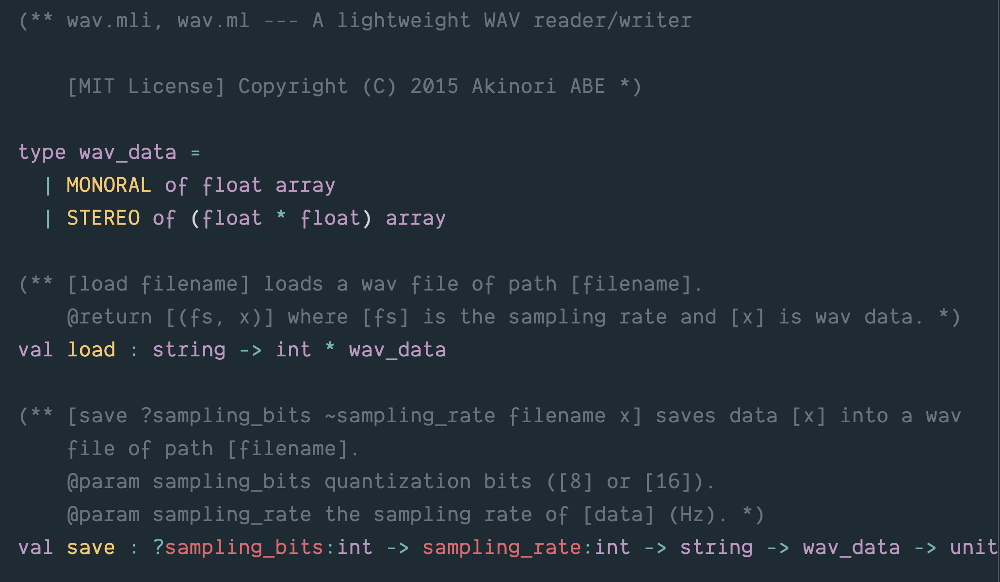 (** wav.mli, wav.ml --- A lightweight WAV reader/writer
[MIT License] Copyright (C) 2015 Akinori ABE *)
type wav_data =
| MONORAL of float array
| STEREO of (float * float) array
(** [load filename] loads a wav file of path [filename].
@return [(fs, x)] where [fs] is the sampling rate and [x] is wav data. *)
val load : string -> int * wav_data
(** [save ?sampling_bits ~sampling_rate filename x] saves data [x] into a wav
file of path [filename].
@param sampling_bits quantization bits ([8] or [16]).
@param sampling_rate the sampling rate of [data] (Hz). *)
val save : ?sampling_bits:int -> sampling_rate:int -> string -> wav_data -> unit